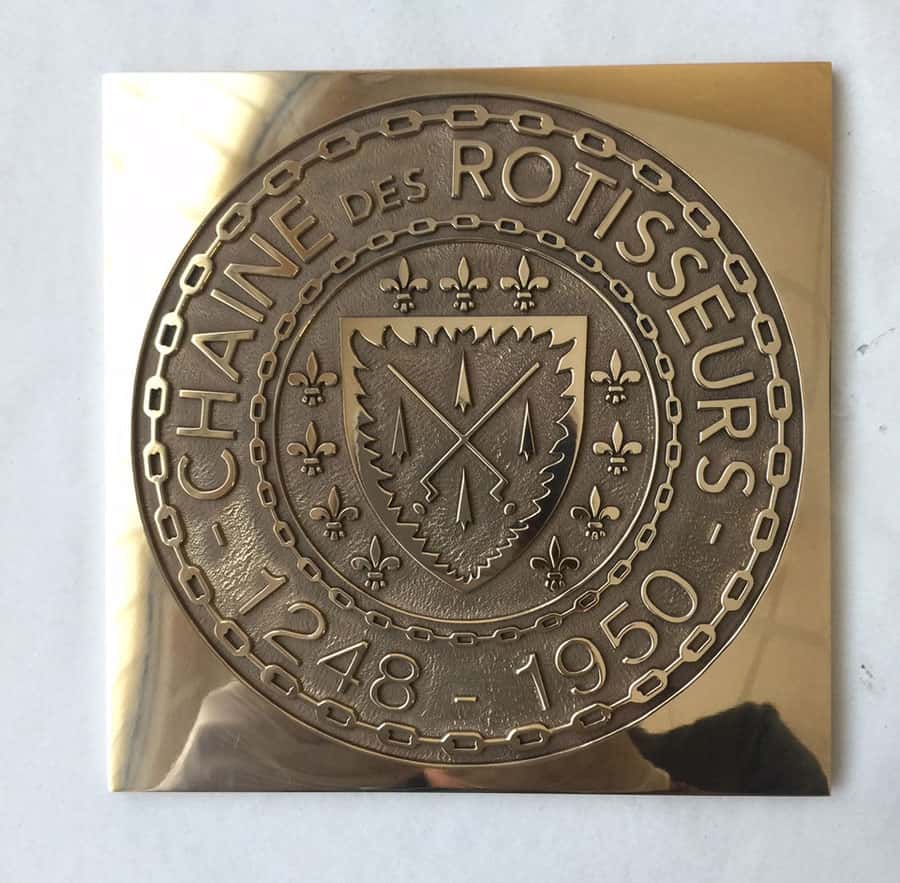 - CHAINE DES ROTISSEURS -
1248 - 1950